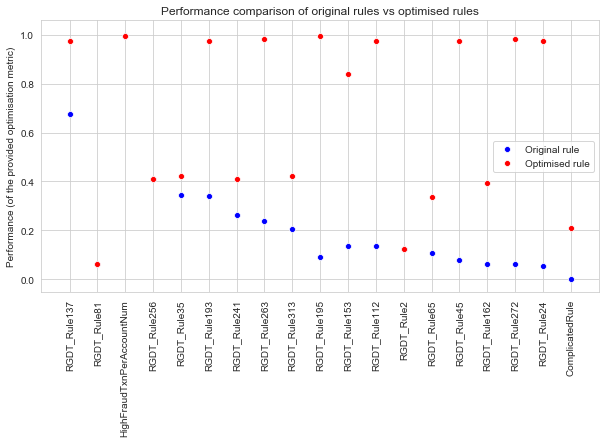 Performance comparison of original rules vs optimised rules
Performance (of the provided optimisation metric)
1.0
0.8
0.6
0.4
0.2
0.0
Original rule
Optimised rule
RGDT_Rule137
RGDT_Rule81
HighFraudTxnPerAccountNum
RGDT_Rule256
RGDT_Rule35
RGDT_Rule193
RGDT_Rule241
RGDT_Rule263
RGDT_Rule313
RGDT_Rule195
RGDT_Rule153
RGDT_Rule112
RGDT_Rule2
RGDT_Rule65
RGDT_Rule45
RGDT_Rule162
RGDT_Rule272
RGDT_Rule24
ComplicatedRule